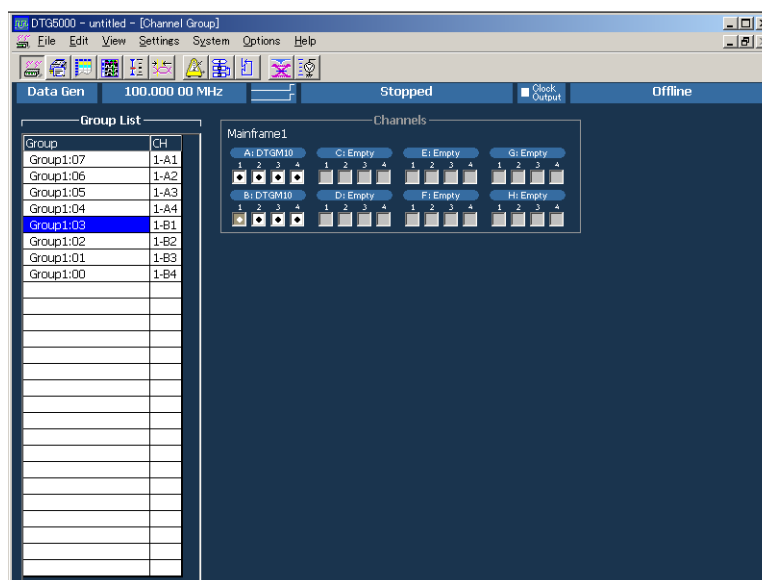 DTG5000 - untitled - [Channel Group]
File Edit View Settings System Options Help
Data Gen 100.000 00 MHz Stopped Clock Output Offline
Group List
Group CH
Group1:07 1-A1
Group1:06 1-A2
Group1:05 1-A3
Group1:04 1-A4
Group1:03 1-B1
Group1:02 1-B2
Group1:01 1-B3
Group1:00 1-B4
Channels
Mainframe1
A: DTGM10 C: Empty E: Empty G: Empty
1 2 3 4 1 2 3 4 1 2 3 4 1 2 3 4
B: DTGM10 D: Empty F: Empty H: Empty
1 2 3 4 1 2 3 4 1 2 3 4 1 2 3 4